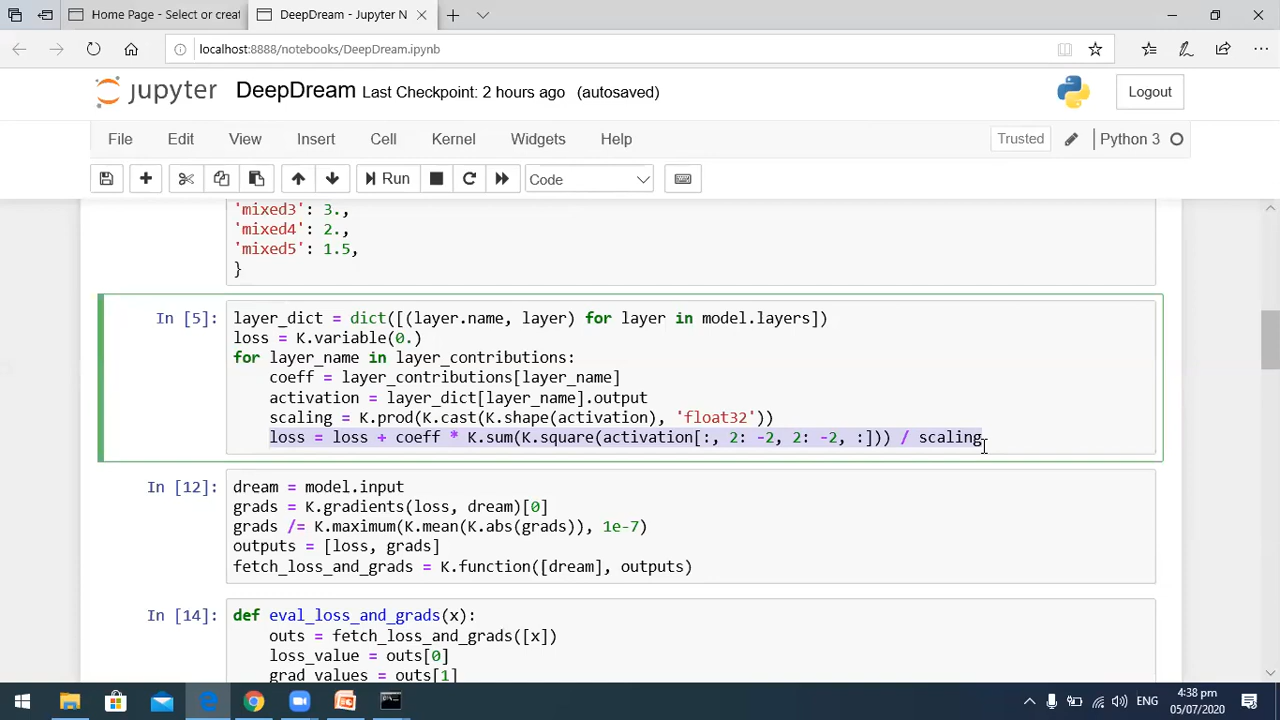 Home Page - Select or creat
DeepDream - Jupyter N
localhost:8888/notebooks/DeepDream.ipynb
jupyter DeepDream Last Checkpoint: 2 hours ago (autosaved)
Logout
File Edit View Insert Cell Kernel Widgets Help
Trusted Python 3
Run Code
'mixed3': 3.,
'mixed4': 2.,
'mixed5': 1.5,
}
In [5]: layer_dict = dict([(layer.name, layer) for layer in model.layers])
loss = K.variable(0.)
for layer_name in layer_contributions:
coeff = layer_contributions[layer_name]
activation = layer_dict[layer_name].output
scaling = K.prod(K.cast(K.shape(activation), 'float32'))
loss = loss + coeff * K.sum(K.square(activation[:, 2: -2, 2: -2, :])) / scaling
In [12]: dream = model.input
grads = K.gradients(loss, dream)[0]
grads /= K.maximum(K.mean(K.abs(grads)), 1e-7)
outputs = [loss, grads]
fetch_loss_and_grads = K.function([dream], outputs)
In [14]: def eval_loss_and_grads(x):
outs = fetch_loss_and_grads([x])
loss_value = outs[0]
grad_values = outs[1]
ENG
4:38 pm
05/07/2020